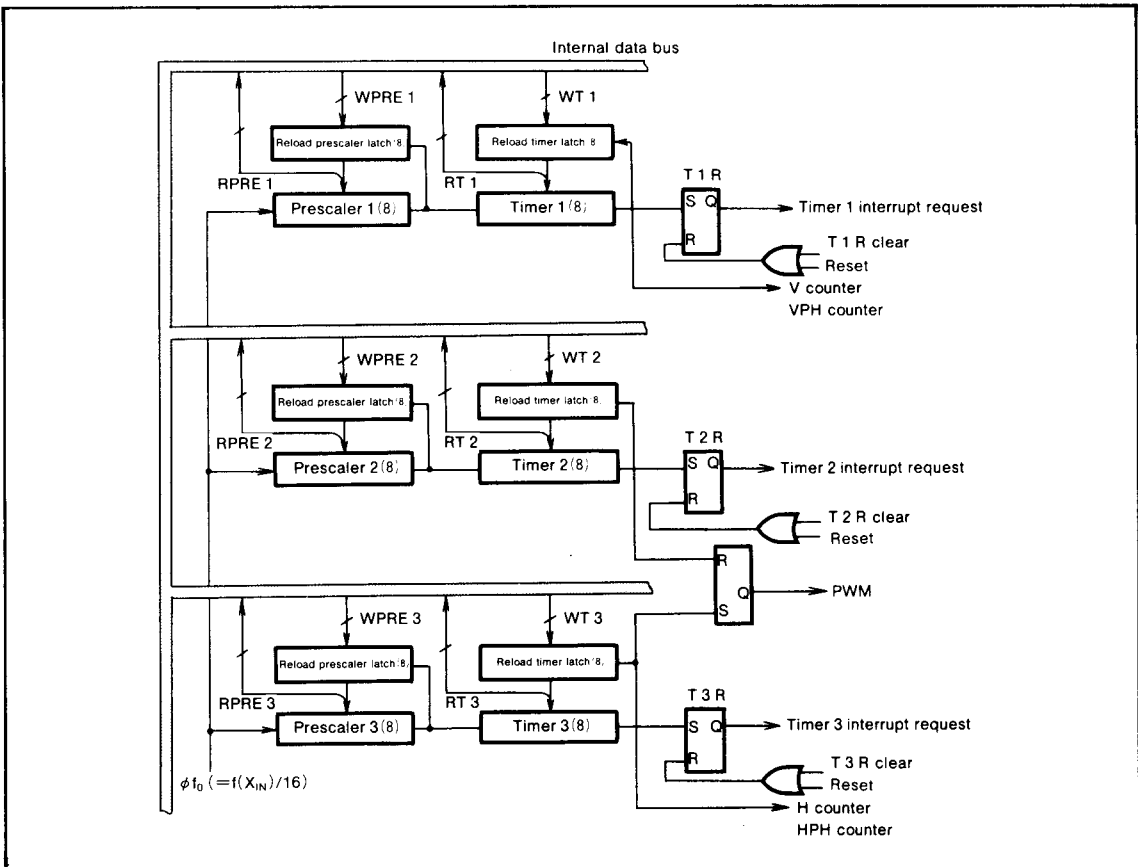 Internal data bus
WPRE 1
WT 1
Reload prescaler latch (8)
Reload timer latch 8
RPRE 1
RT 1
Prescaler 1(8)
Timer 1(8)
T 1 R
S Q
R
Timer 1 interrupt request
T 1 R clear
Reset
V counter
VPH counter
WPRE 2
WT 2
Reload prescaler latch (8)
Reload timer latch (8)
RPRE 2
RT 2
Prescaler 2(8)
Timer 2(8)
T 2 R
S Q
R
Timer 2 interrupt request
T 2 R clear
Reset
R
Q
S
PWM
WPRE 3
WT 3
Reload prescaler latch (8)
Reload timer latch (8)
RPRE 3
RT 3
Prescaler 3(8)
Timer 3(8)
T 3 R
S Q
R
Timer 3 interrupt request
T 3 R clear
Reset
φf₀ (=f(X_IN)/16)
H counter
HPH counter